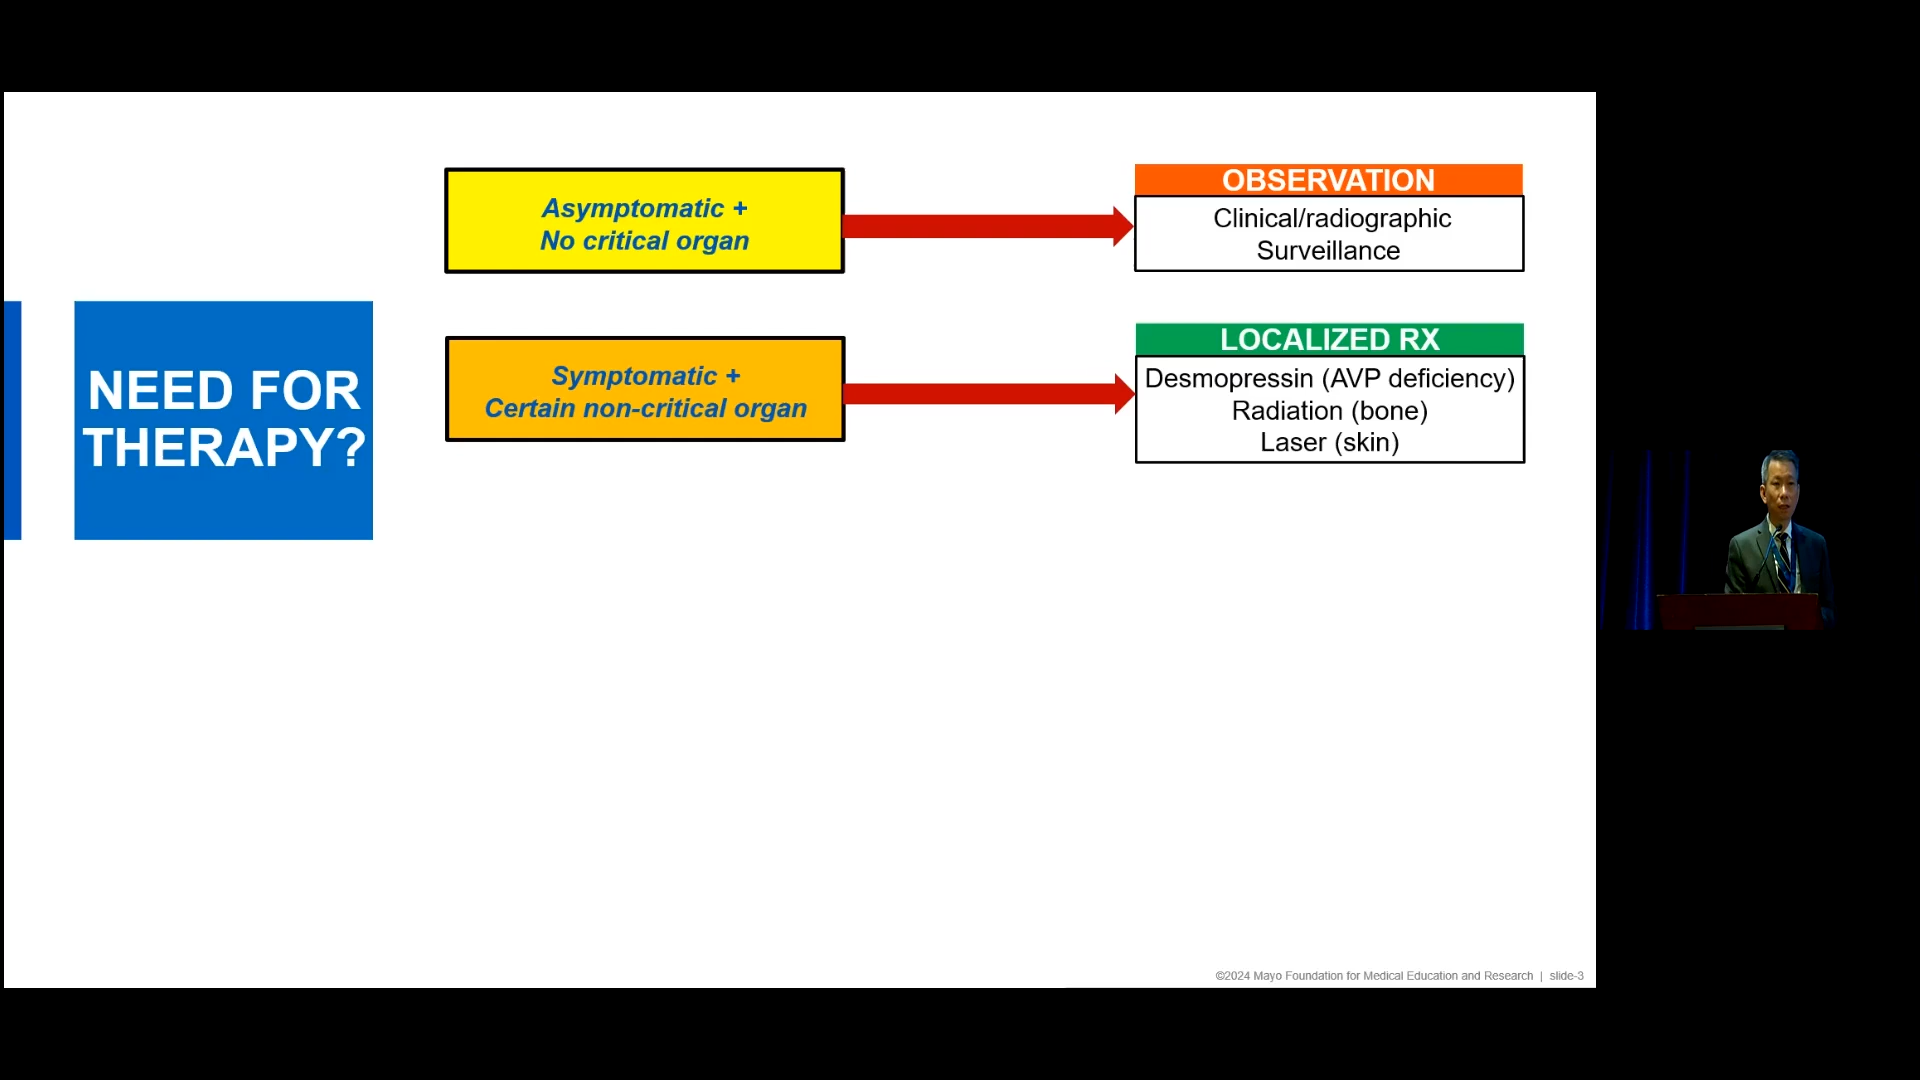 NEED FOR
THERAPY?
Asymptomatic +
No critical organ
OBSERVATION
Clinical/radiographic
Surveillance
Symptomatic +
Certain non-critical organ
LOCALIZED RX
Desmopressin (AVP deficiency)
Radiation (bone)
Laser (skin)
©2024 Mayo Foundation for Medical Education and Research | slide-3